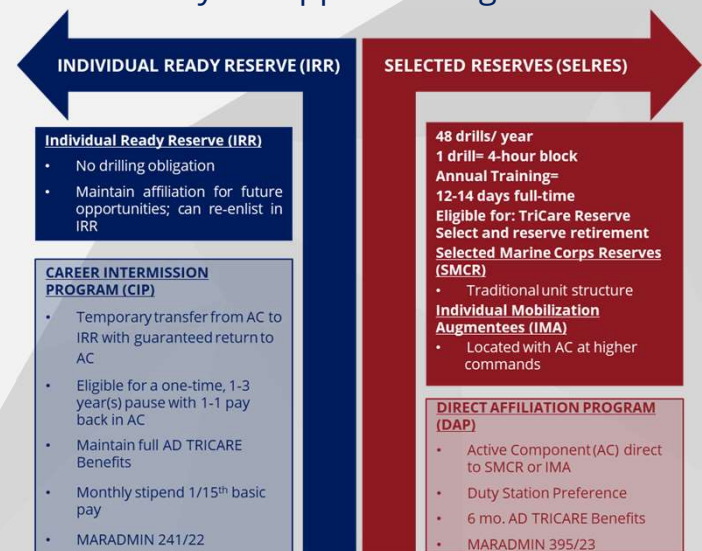 INDIVIDUAL READY RESERVE (IRR)
Individual Ready Reserve (IRR)
• No drilling obligation
• Maintain affiliation for future
opportunities; can re-enlist in
IRR
CAREER INTERMISSION
PROGRAM (CIP)
• Temporary transfer from AC to
IRR with guaranteed return to
AC
• Eligible for a one-time, 1-3
year(s) pause with 1-1 pay
back in AC
• Maintain full AD TRICARE
Benefits
• Monthly stipend 1/15th basic
pay
• MARADMIN 241/22
SELECTED RESERVES (SELRES)
48 drills/ year
1 drill= 4-hour block
Annual Training=
12-14 days full-time
Eligible for: TriCare Reserve
Select and reserve retirement
Selected Marine Corps Reserves
(SMCR)
• Traditional unit structure
Individual Mobilization
Augmentees (IMA)
• Located with AC at higher
commands
DIRECT AFFILIATION PROGRAM
(DAP)
• Active Component (AC) direct
to SMCR or IMA
• Duty Station Preference
• 6 mo. AD TRICARE Benefits
• MARADMIN 395/23